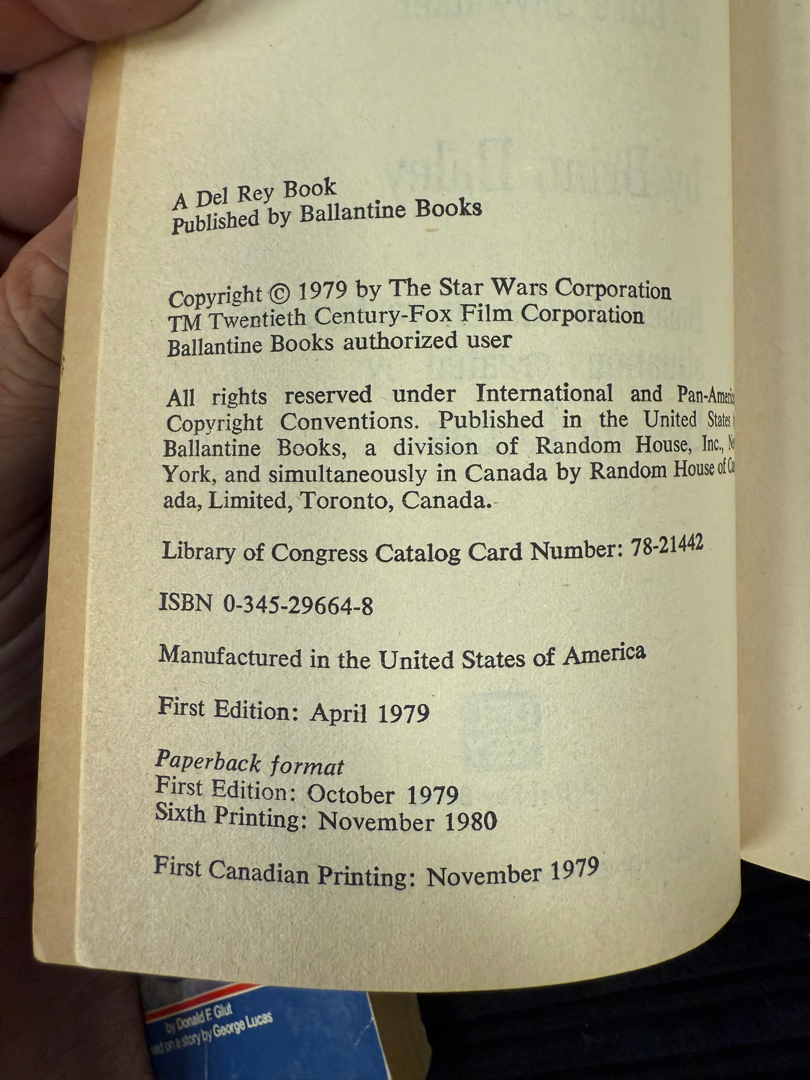 A Del Rey Book
Published by Ballantine Books
Copyright © 1979 by The Star Wars Corporation
TM Twentieth Century-Fox Film Corporation
Ballantine Books authorized user
All rights reserved under International and
Copyright Conventions. Published in the United States
Ballantine Books, a division of Random House, Inc.,
York, and simultaneously in Canada by Random House of
ada, Limited, Toronto, Canada.
Library of Congress Catalog Card Number: 78-21442
ISBN 0-345-29664-8
Manufactured in the United States of America
First Edition: April 1979
Paperback format
First Edition: October 1979
Sixth Printing: November 1980
First Canadian Printing: November 1979
by Donald F. Glut
on a story by George Lucas